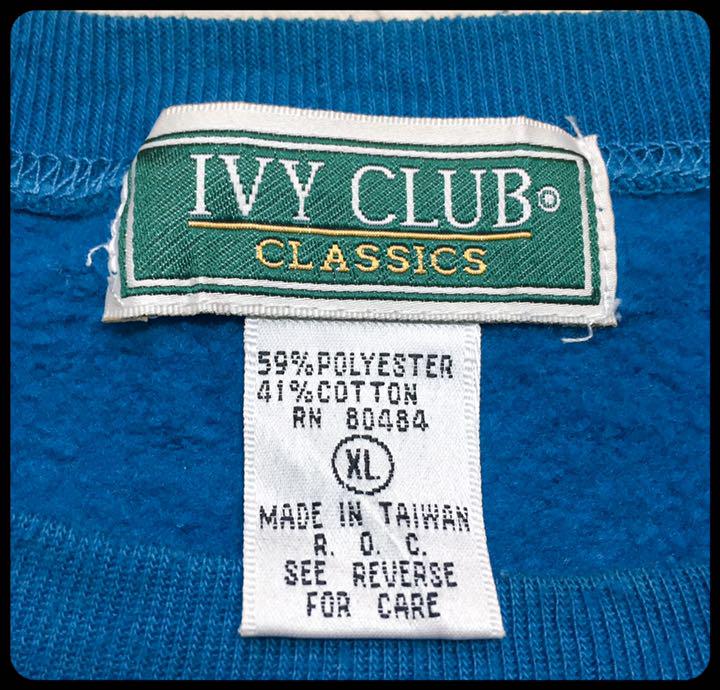 IVY CLUB®
CLASSICS
59%POLYESTER
41%COTTON
RN 80484
XL
MADE IN TAIWAN
R. O. C.
SEE REVERSE
FOR CARE